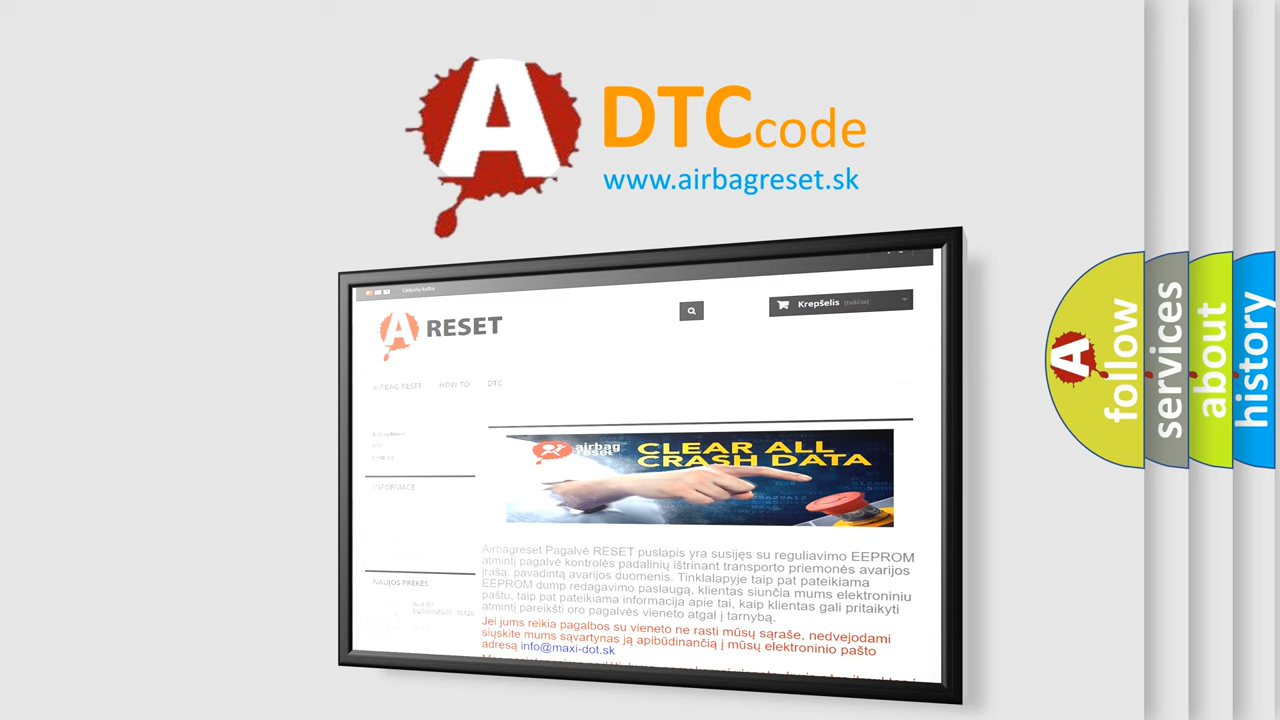 A
DTCcode
www.airbagreset.sk
Krepšelis (tuščia)
A RESET
AIRBAG RESET HOW TO DTC
airbag
reset
CLEAR ALL
CRASH DATA
INFORMACE
Airbagreset Pagalvė RESET puslapis yra susijęs su reguliavimo EEPROM
atmintį pagalvė kontrolės padalinių ištrinant transporto priemonės avarijos
įrašą, pavadintą avarijos duomenis. Tinklalapyje taip pat pateikiama
EEPROM dump redagavimo paslaugą, klientas siunčia mums elektroniniu
paštu, taip pat pateikiama informacija apie tai, kaip klientas gali pritaikyti
atmintį pareikšti oro pagalvės vieneto atgal į tarnybą.
NAUJOS PREKĖS
Jei jums reikia pagalbos su vieneto ne rasti mūsų sąraše, nedvejodami
siųskite mums sąvartynas ją apibūdinančią į mūsų elektroninio pašto
adresą info@maxi-dot.sk
A
follow
services
about
history